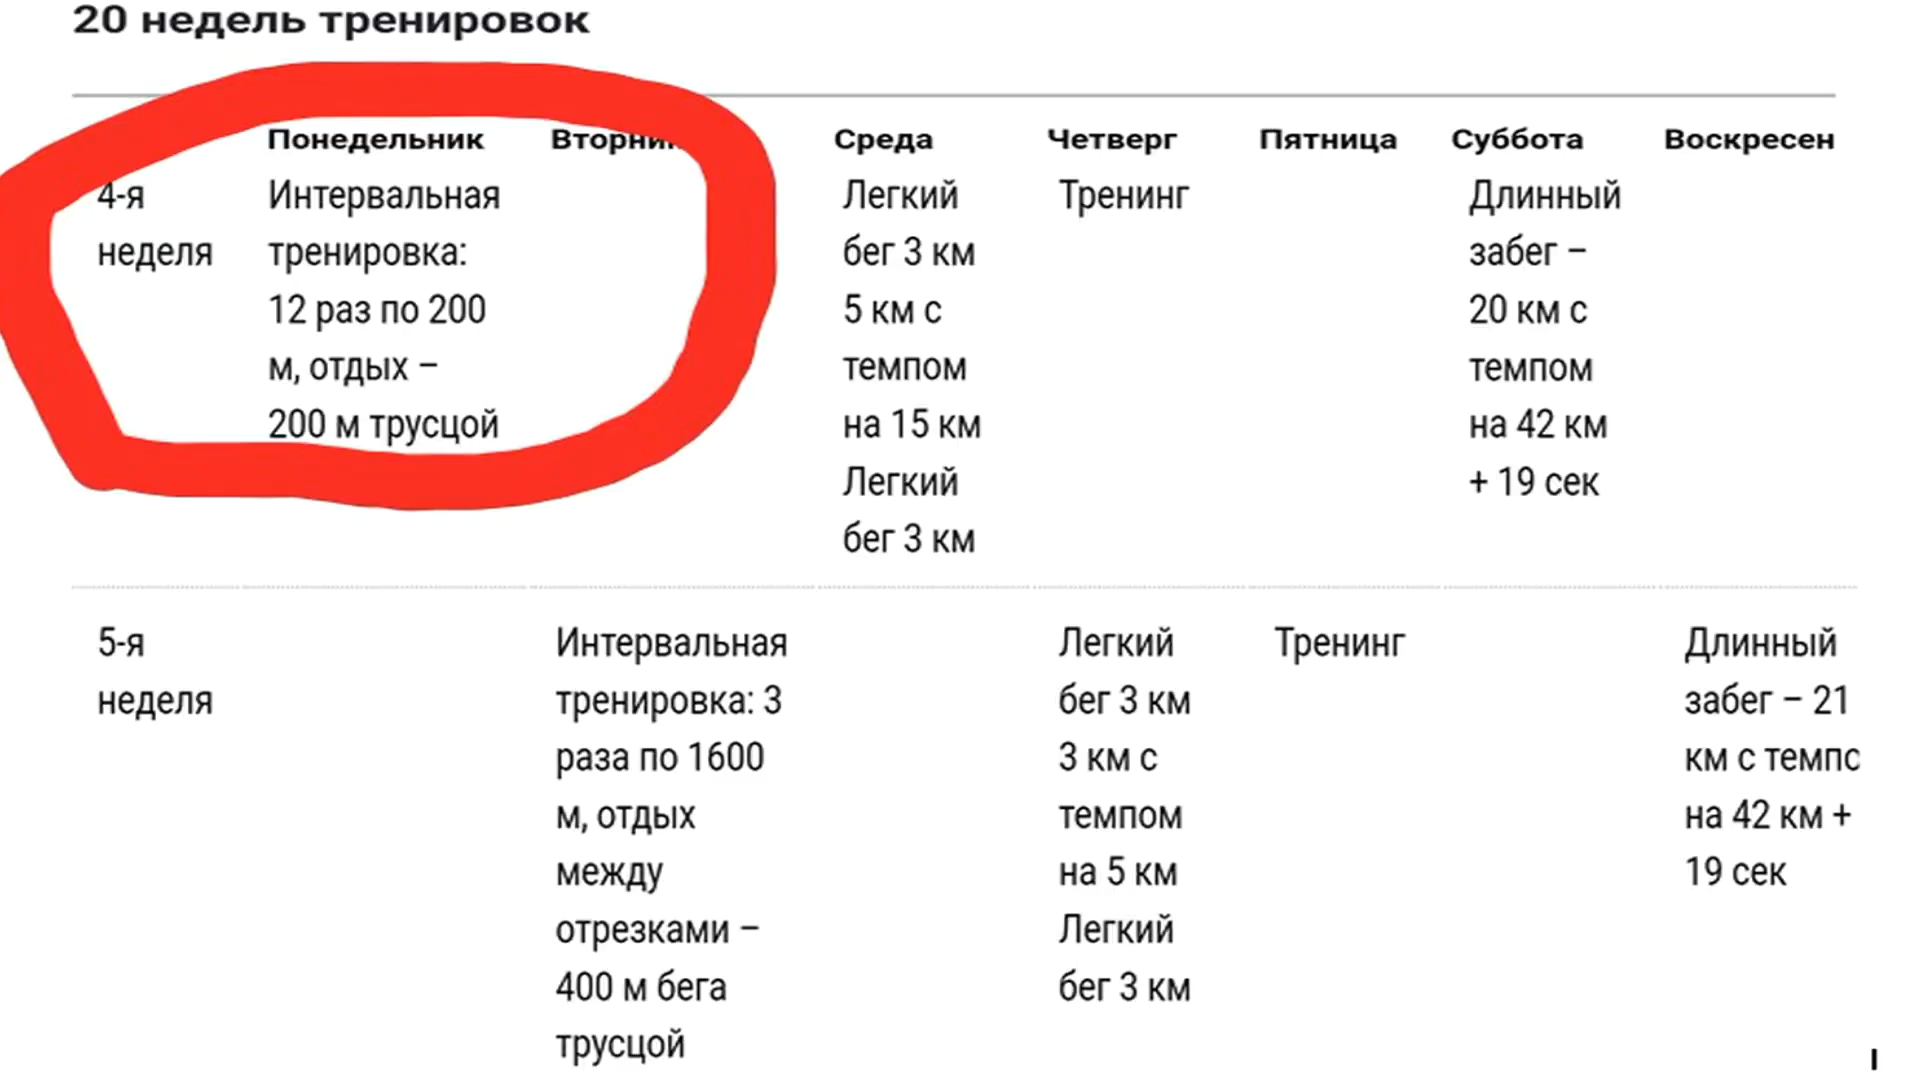 20 недель тренировок
Понедельник Среда Четверг Пятница Суббота Воскресен
4-я
неделя
Интервальная
тренировка:
12 раз по 200
м, отдых –
200 м трусцой
Легкий
бег 3 км
5 км с
темпом
на 15 км
Легкий
бег 3 км
Тренинг
Длинный
забег –
20 км с
темпом
на 42 км
+ 19 сек
5-я
неделя
Интервальная
тренировка: 3
раза по 1600
м, отдых
между
отрезками –
400 м бега
трусцой
Легкий
бег 3 км
3 км с
темпом
на 5 км
Легкий
бег 3 км
Тренинг
Длинный
забег – 21
км с темпо
на 42 км +
19 сек